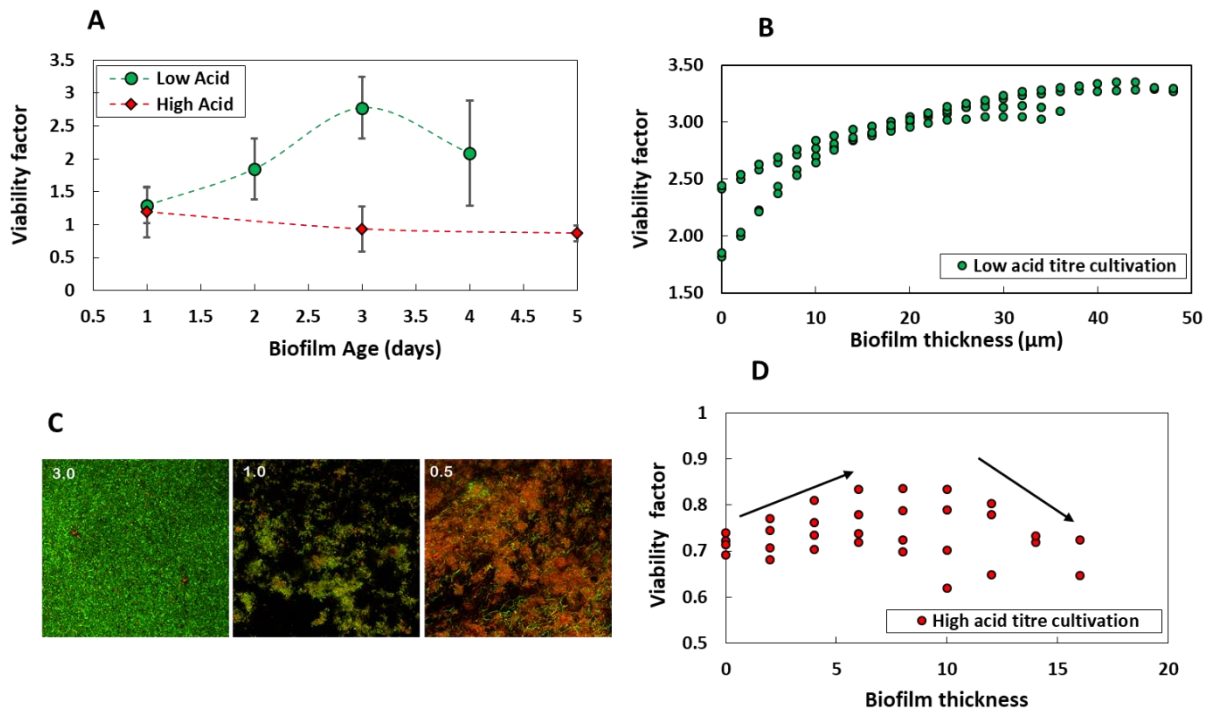 A
3.5
3
2.5
2
1.5
1
0.5
0
Viability factor
Low Acid
High Acid
0.5 1 1.5 2 2.5 3 3.5 4 4.5 5
Biofilm Age (days)
B
3.50
3.00
2.50
2.00
1.50
Viability factor
Low acid titre cultivation
0 10 20 30 40 50
Biofilm thickness (µm)
C
3.0 1.0 0.5
D
1
0.9
0.8
0.7
0.6
0.5
Viability factor
High acid titre cultivation
0 5 10 15 20
Biofilm thickness